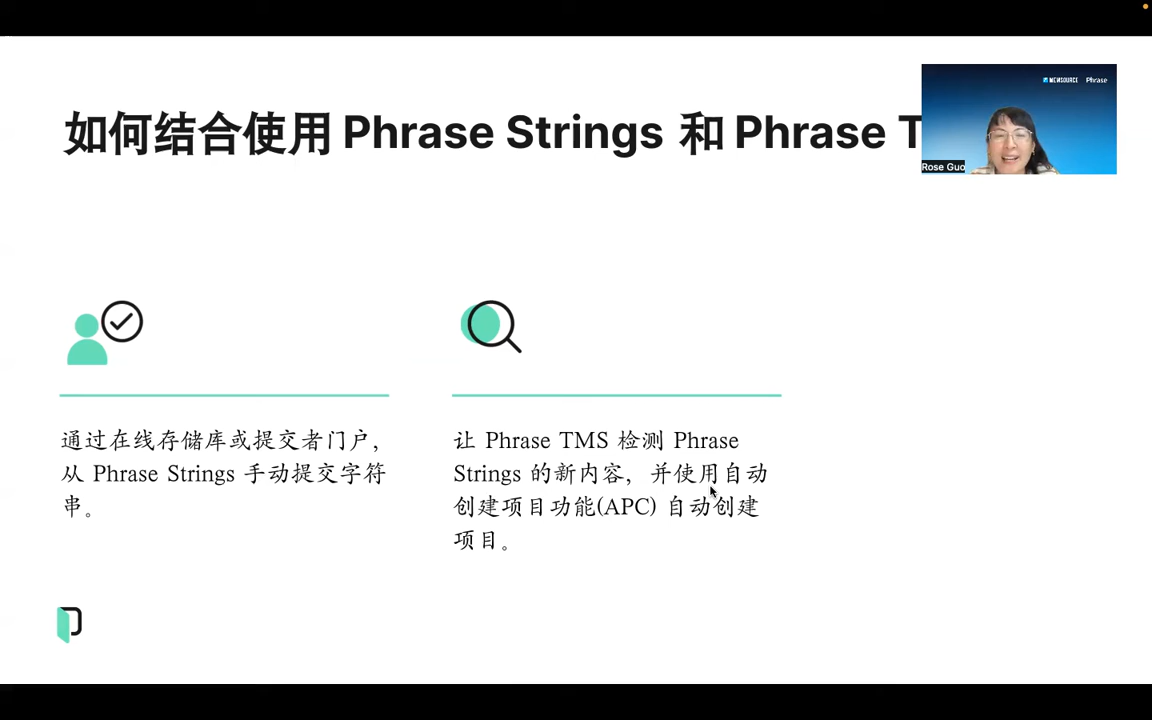 如何结合使用 Phrase Strings 和 Phrase T
MEWSOURCE Phrase
Rose Guo
通过在线存储库或提交者门户，
从 Phrase Strings 手动提交字符
串。
让 Phrase TMS 检测 Phrase
Strings 的新内容，并使用自动
创建项目功能(APC) 自动创建
项目。